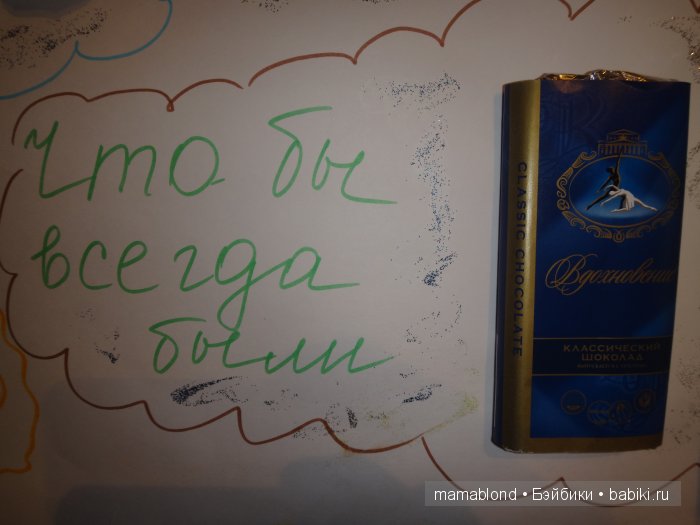 что бы
всегда
были
CLASSIC CHOCOLATE
Вдохновение
КЛАССИЧЕСКИЙ
ШОКОЛАД
mamablond • Бэйбики • babiki.ru